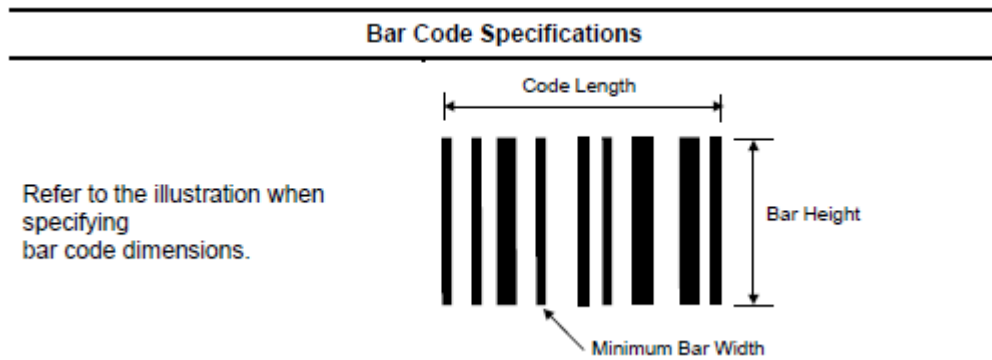 Bar Code Specifications
Code Length
Refer to the illustration when
specifying
bar code dimensions.
Bar Height
Minimum Bar Width